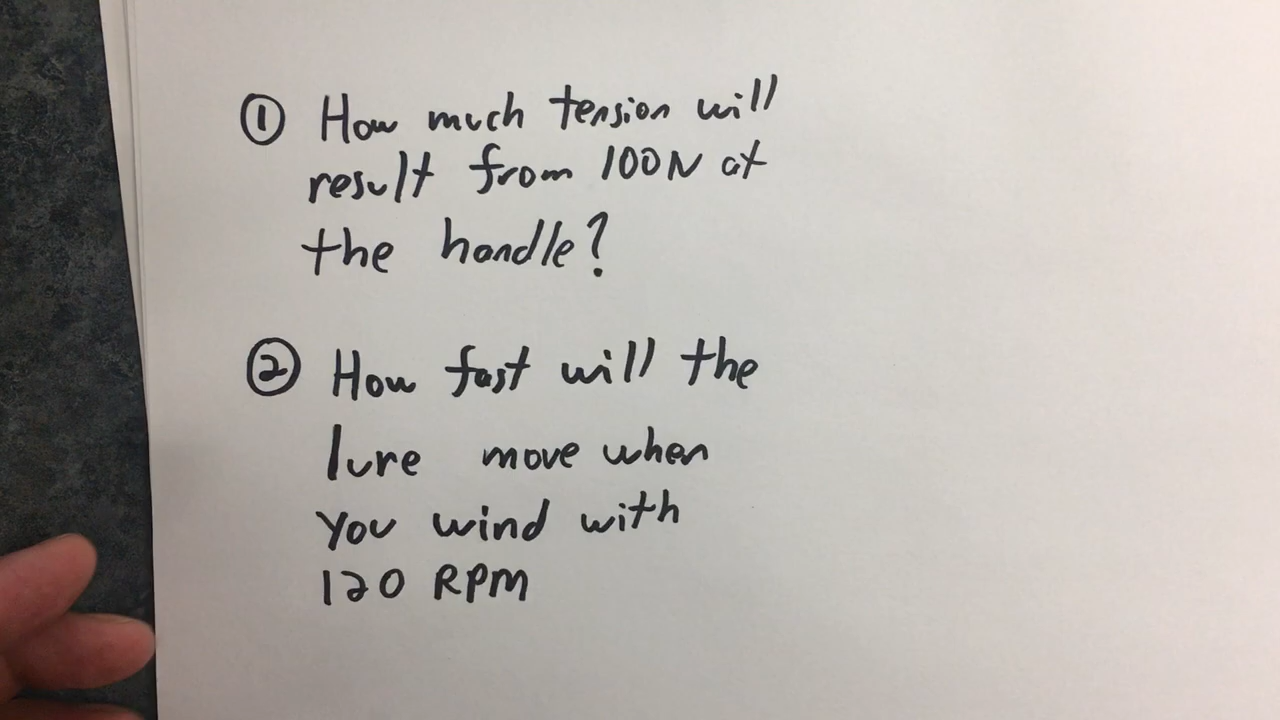 ① How much tension will
result from 100N at
the handle?
② How fast will the
lure move when
you wind with
120 RPM